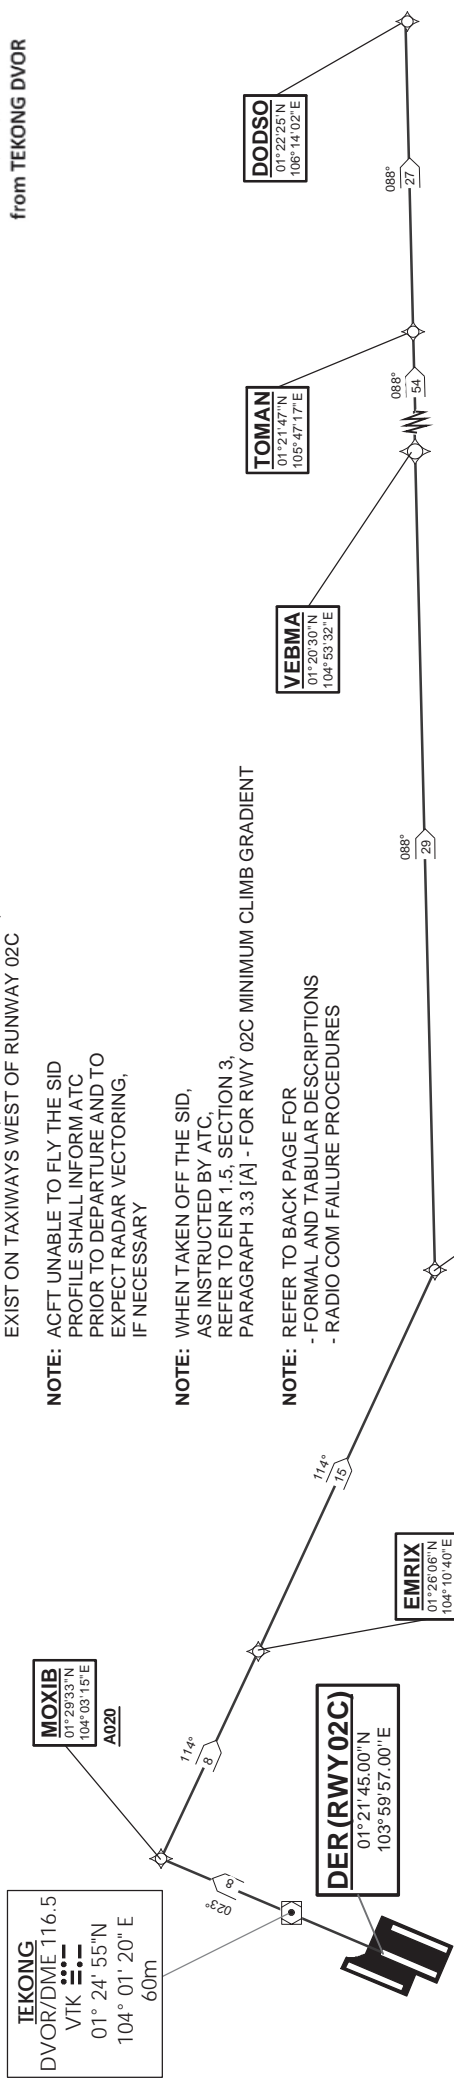 from TEKONG DVOR
EXIST ON TAXIWAYS WEST OF RUNWAY 02C
NOTE: ACFT UNABLE TO FLY THE SID
PROFILE SHALL INFORM ATC
PRIOR TO DEPARTURE AND TO
EXPECT RADAR VECTORING,
IF NECESSARY
NOTE: WHEN TAKEN OFF THE SID,
AS INSTRUCTED BY ATC,
REFER TO ENR 1.5, SECTION 3,
PARAGRAPH 3.3 [A] - FOR RWY 02C MINIMUM CLIMB GRADIENT
NOTE: REFER TO BACK PAGE FOR
- FORMAL AND TABULAR DESCRIPTIONS
- RADIO COM FAILURE PROCEDURES
TEKONG
DVOR/DME 116.5
VTK
01° 24' 55"N
104° 01' 20" E
60m
MOXIB
01°29'33"N
104°03'15"E
A020
DER (RWY 02C)
01°21'45.00"N
103°59'57.00"E
EMRIX
01°26'06"N
104°10'40"E
VEBMA
01°20'30"N
104°53'32"E
TOMAN
01°21'47"N
105°47'17"E
DODSO
01°22'25"N
106°14'02"E
023°
8
114°
8
114°
15
088°
29
088°
54
088°
27